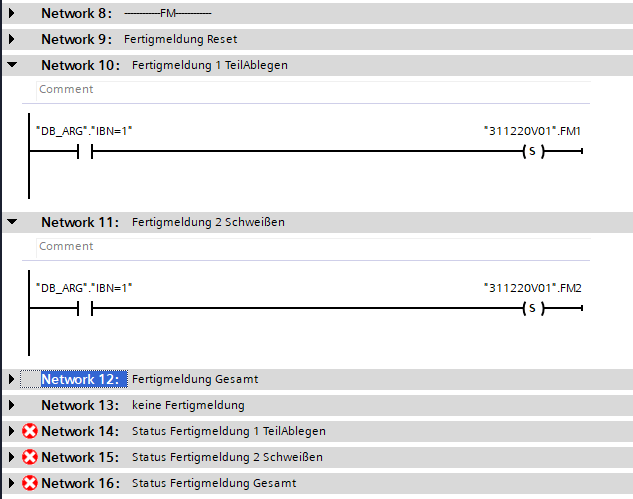 Network 8: ------------FM------------
Network 9: Fertigmeldung Reset
Network 10: Fertigmeldung 1 TeilAblegen
Comment
"DB_ARG"."IBN=1" "311220V01".FM1
S
Network 11: Fertigmeldung 2 Schweißen
Comment
"DB_ARG"."IBN=1" "311220V01".FM2
S
Network 12: Fertigmeldung Gesamt
Network 13: keine Fertigmeldung
Network 14: Status Fertigmeldung 1 TeilAblegen
Network 15: Status Fertigmeldung 2 Schweißen
Network 16: Status Fertigmeldung Gesamt